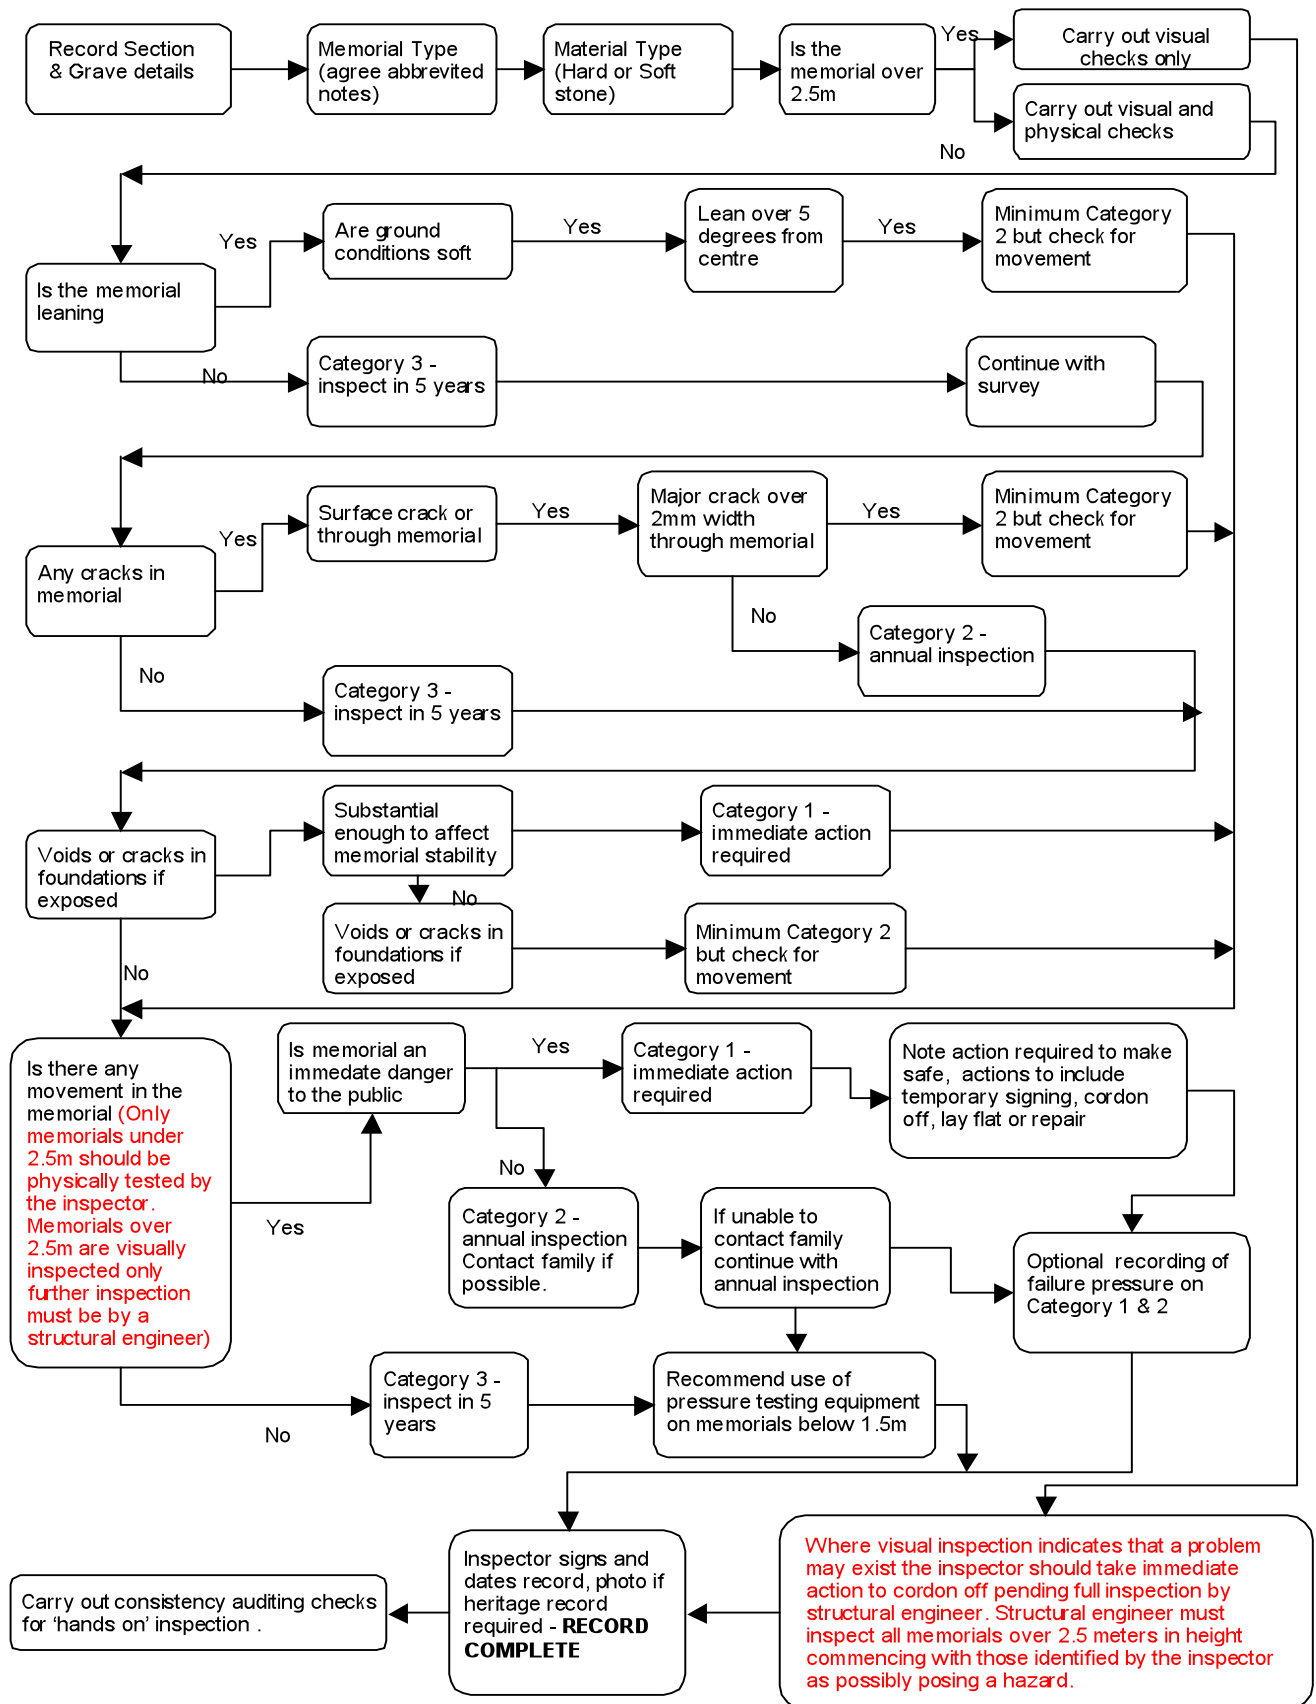 Record Section
& Grave details
Memorial Type
(agree abbrevited
notes)
Material Type
(Hard or Soft
stone)
Is the
memorial over
2.5m
Yes
Carry out visual
checks only
Carry out visual and
physical checks
No
Is the memorial
leaning
Yes
Are ground
conditions soft
Yes
Lean over 5
degrees from
centre
Yes
Minimum Category
2 but check for
movement
No
Category 3 -
inspect in 5 years
Continue with
survey
Any cracks in
memorial
Yes
Surface crack or
through memorial
Yes
Major crack over
2mm width
through memorial
Yes
Minimum Category
2 but check for
movement
No
Category 2 -
annual inspection
No
Category 3 -
inspect in 5 years
Voids or cracks in
foundations if
exposed
Substantial
enough to affect
memorial stability
Category 1 -
immediate action
required
No
Voids or cracks in
foundations if
exposed
Minimum Category 2
but check for
movement
No
Is there any
movement in the
memorial (Only
memorials under
2.5m should be
physically tested by
the inspector.
Memorials over
2.5m are visually
inspected only
further inspection
must be by a
structural engineer)
Yes
Is memorial an
immedate danger
to the public
Yes
Category 1 -
immediate action
required
Note action required to make
safe, actions to include
temporary signing, cordon
off, lay flat or repair
No
Category 2 -
annual inspection
Contact family if
possible.
If unable to
contact family
continue with
annual inspection
Optional recording of
failure pressure on
Category 1 & 2
No
Category 3 -
inspect in 5
years
Recommend use of
pressure testing equipment
on memorials below 1.5m
Where visual inspection indicates that a problem
may exist the inspector should take immediate
action to cordon off pending full inspection by
structural engineer. Structural engineer must
inspect all memorials over 2.5 meters in height
commencing with those identified by the inspector
as possibly posing a hazard.
Inspector signs and
dates record, photo if
heritage record
required - RECORD
COMPLETE
Carry out consistency auditing checks
for ‘hands on’ inspection .